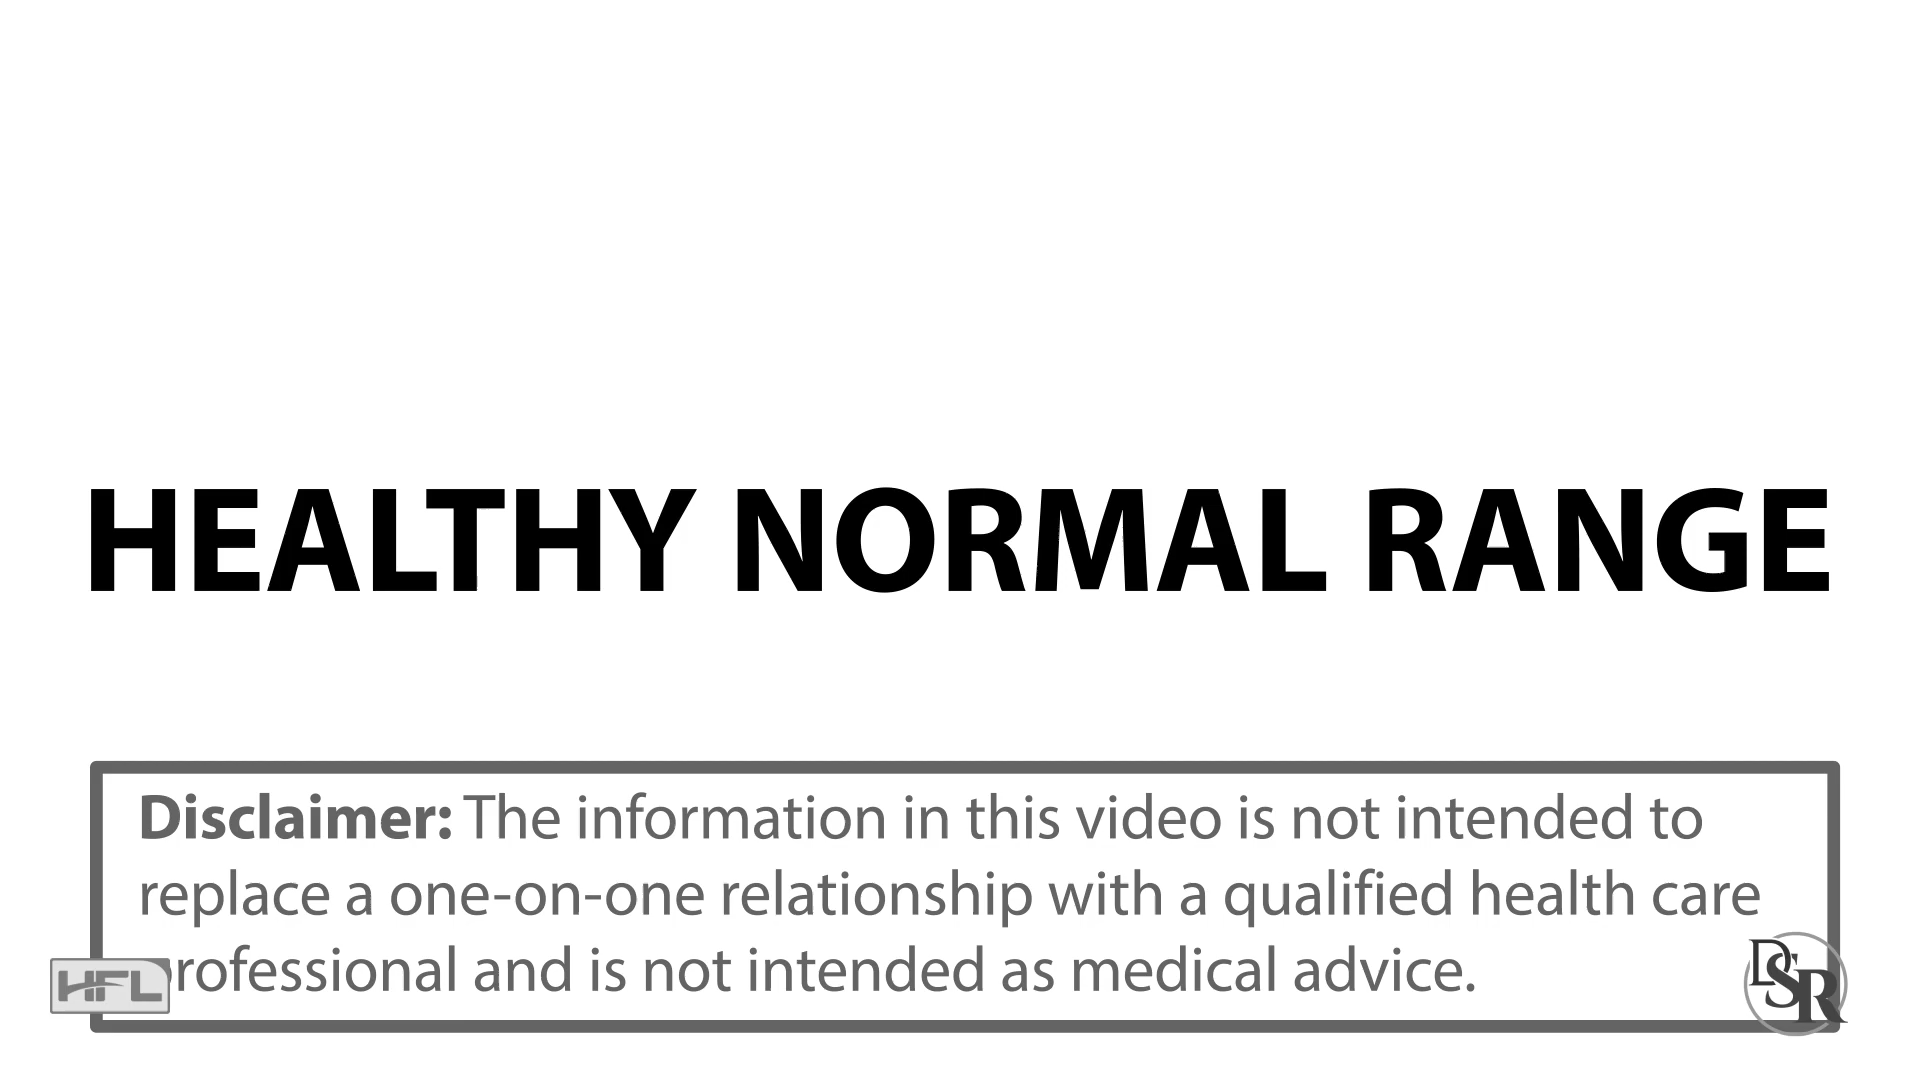 HEALTHY NORMAL RANGE
Disclaimer: The information in this video is not intended to
replace a one-on-one relationship with a qualified health care
professional and is not intended as medical advice.
HFL
DSR